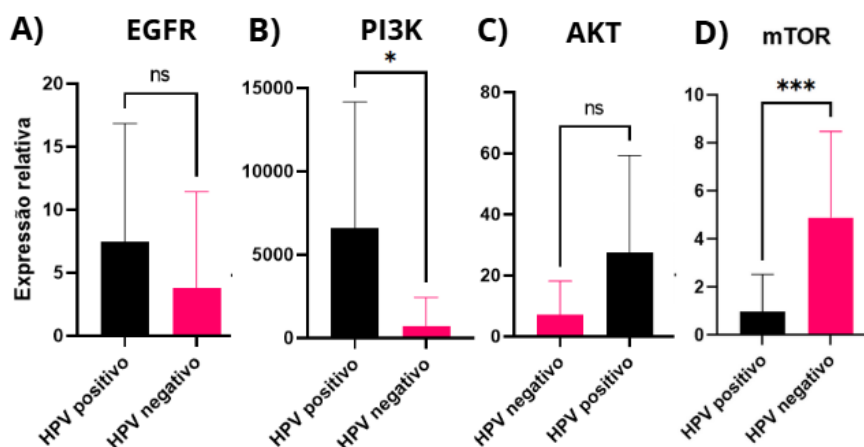 A) EGFR
B) PI3K
C) AKT
D) mTOR
Expressão relativa
20
15
10
5
0
ns
HPV positivo
HPV negativo
15000
10000
5000
0
*
HPV positivo
HPV negativo
80
60
40
20
0
ns
HPV negativo
HPV positivo
10
8
6
4
2
0
***
HPV positivo
HPV negativo